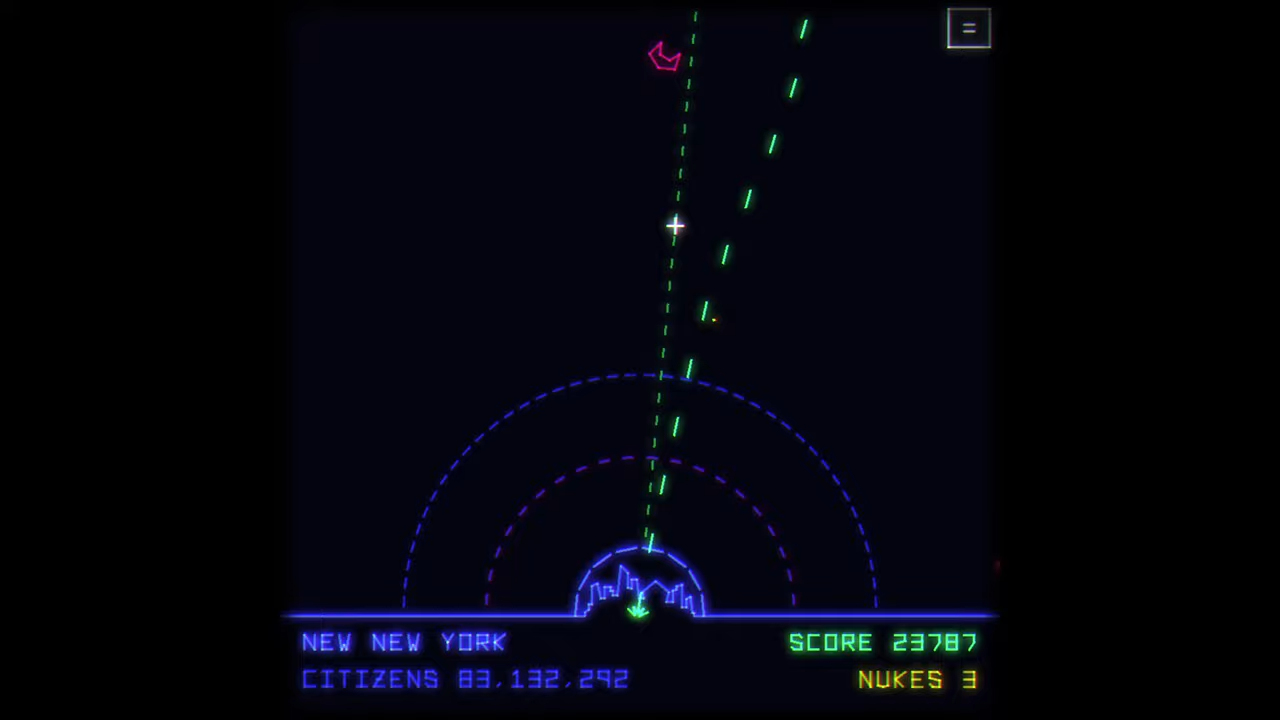 NEW NEW YORK
SCORE 23787
CITIZENS 83,132,292
NUKES 3